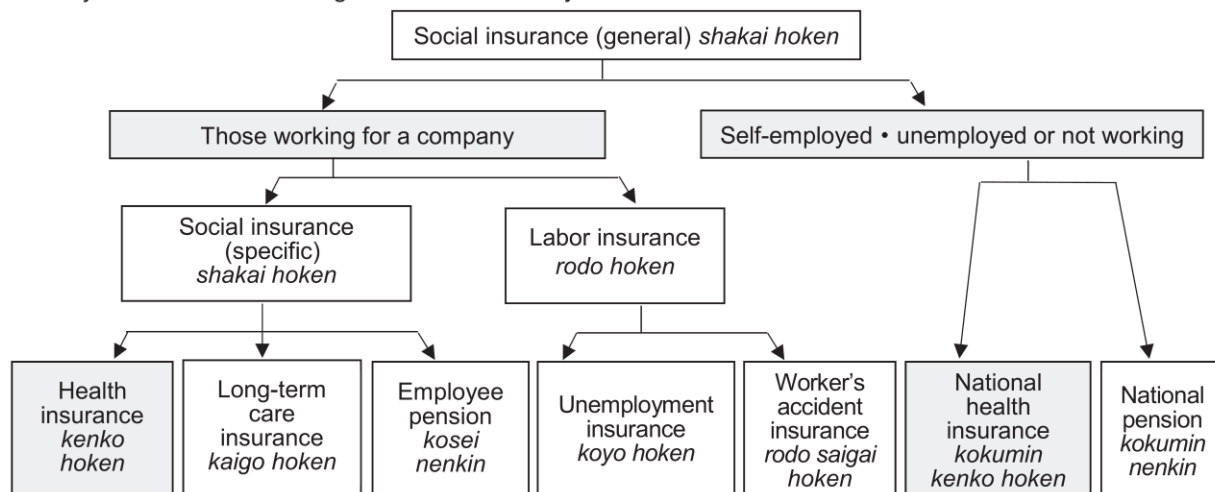 Social insurance (general) shakai hoken
Those working for a company
Self-employed • unemployed or not working
Social insurance
(specific)
shakai hoken
Labor insurance
rodo hoken
Health
insurance
kenko
hoken
Long-term
care
insurance
kaigo hoken
Employee
pension
kosei
nenkin
Unemployment
insurance
koyo hoken
Worker's
accident
insurance
rodo saigai
hoken
National
health
insurance
kokumin
kenko hoken
National
pension
kokumin
nenkin